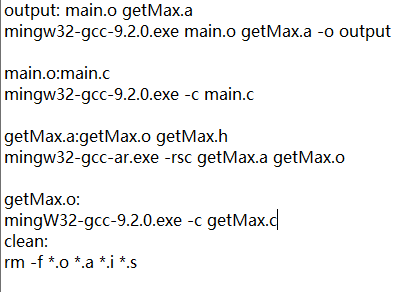 output: main.o getMax.a
mingw32-gcc-9.2.0.exe main.o getMax.a -o output
main.o:main.c
mingw32-gcc-9.2.0.exe -c main.c
getMax.a:getMax.o getMax.h
mingw32-gcc-ar.exe -rsc getMax.a getMax.o
getMax.o:
mingW32-gcc-9.2.0.exe -c getMax.c
clean:
rm -f *.o *.a *.i *.s